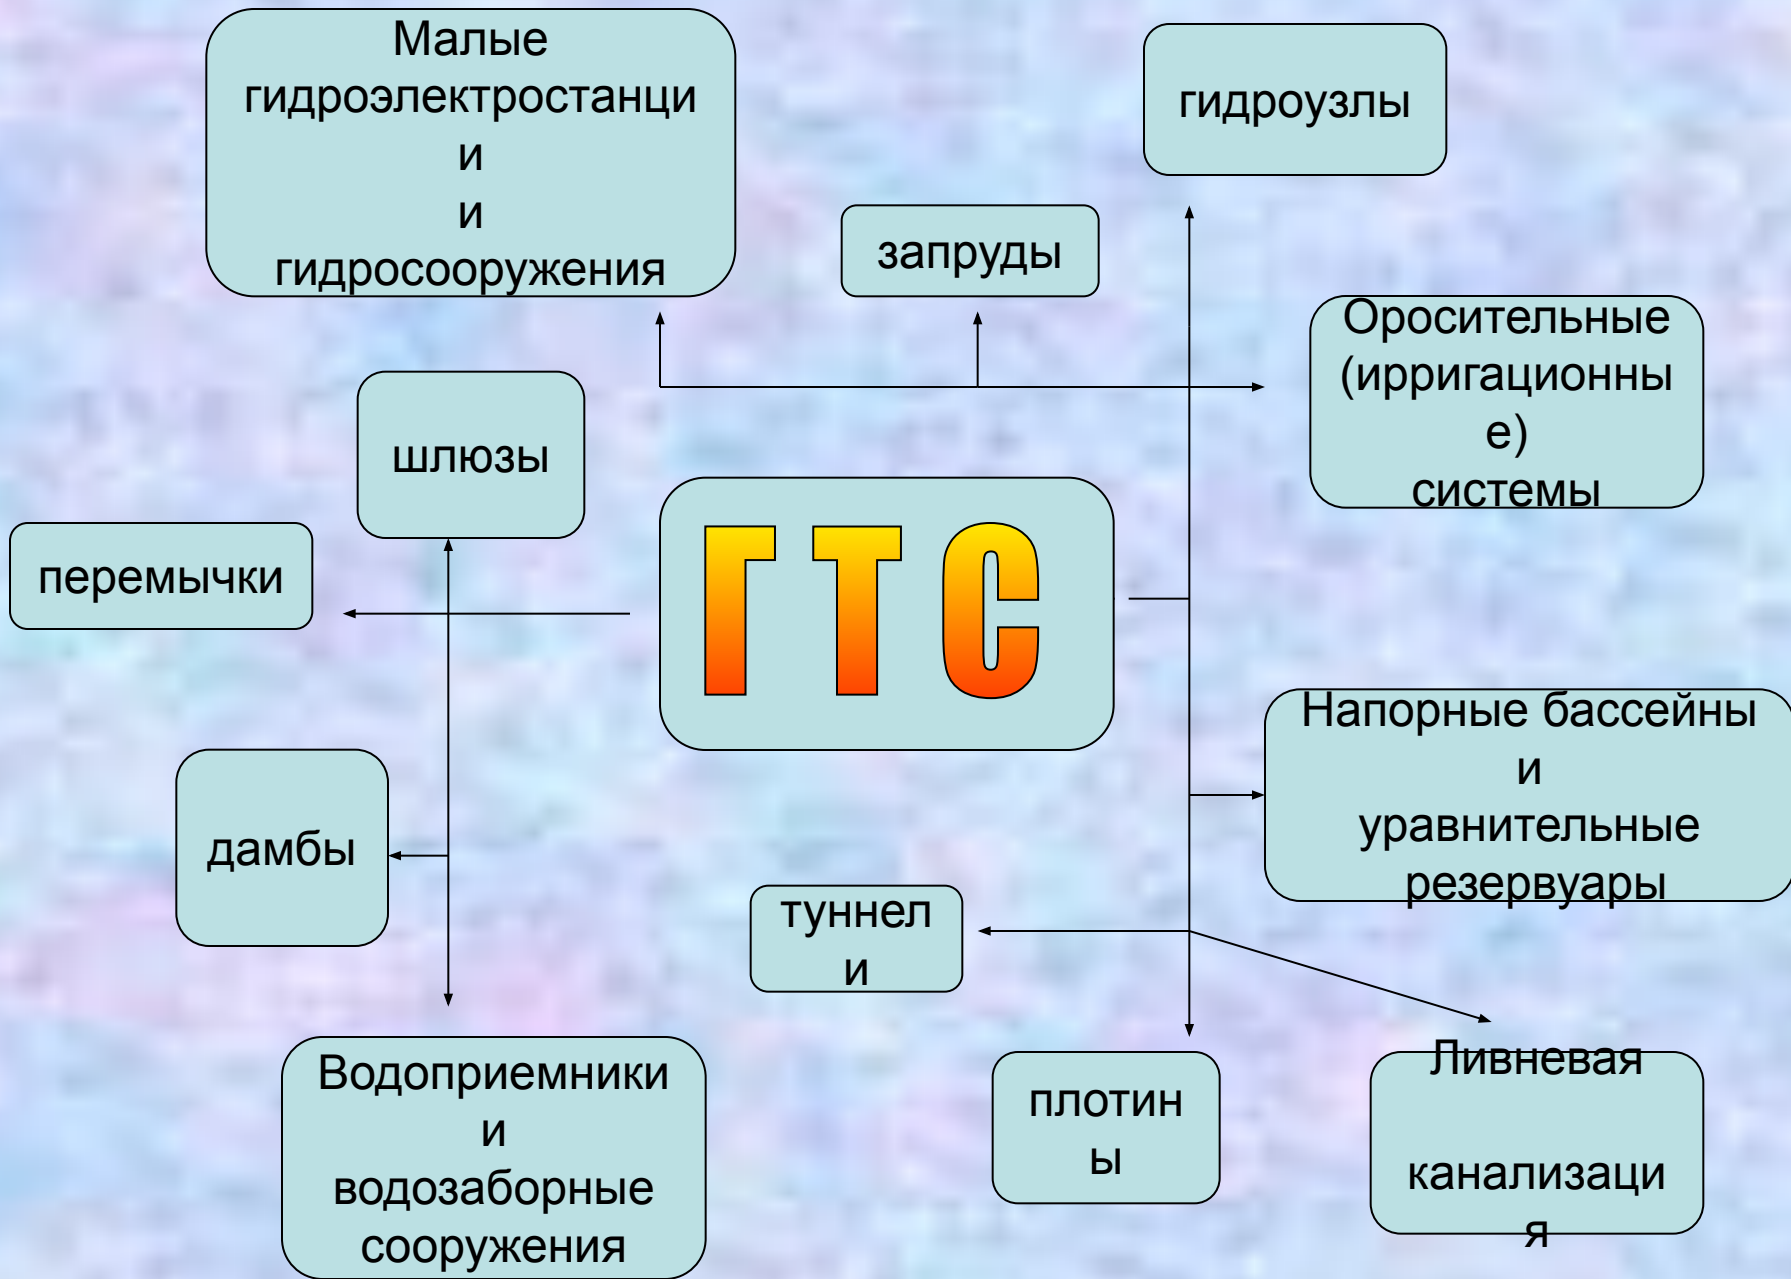 Малые
гидроэлектростанци
и
и
гидросооружения
гидроузлы
запруды
Оросительные
(ирригационны
е)
системы
шлюзы
перемычки
ГТС
Напорные бассейны
и
уравнительные
резервуары
дамбы
туннел
и
Водоприемники
и
водозаборные
сооружения
плотин
ы
Ливневая
канализаци
я